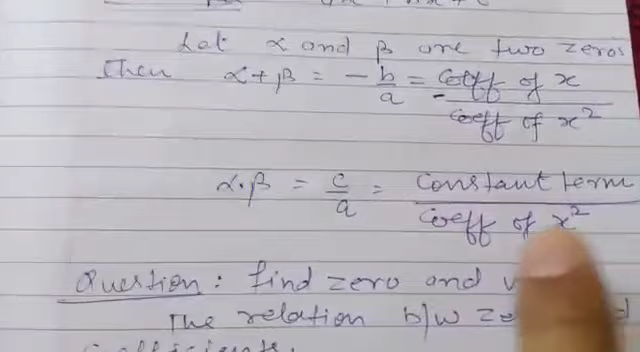 Let α and β are two zeros
Then α+β = -b/a = -coeff of x/coeff of x²
α.β = c/a = Constant term/coeff of x²
Question: find zero and
The relation b/w
coefficients.